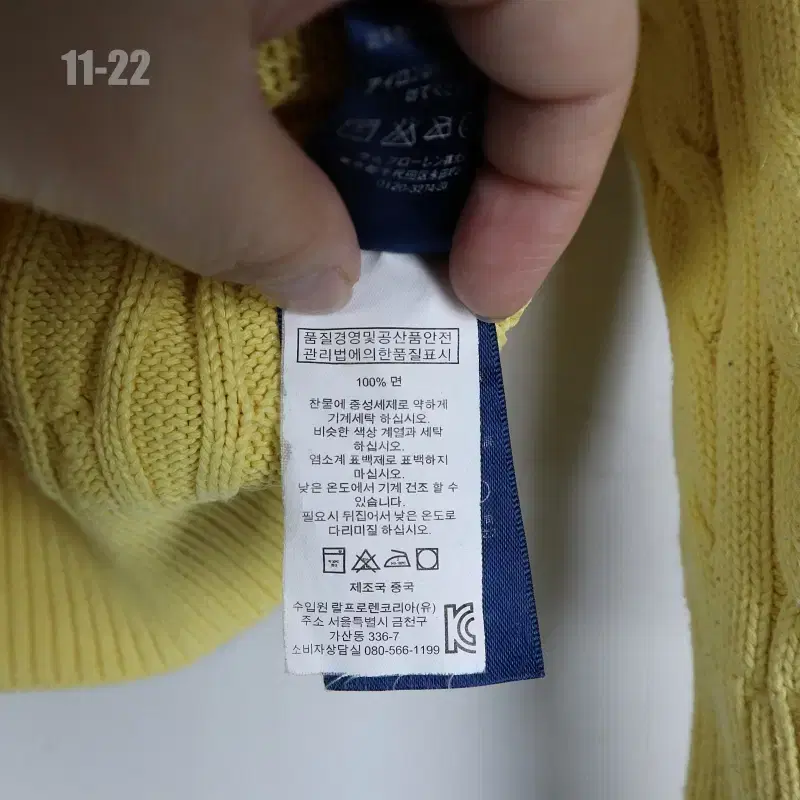 11-22
품질경영및공산품안전
관리법에의한품질표시
100% 면
찬물에 중성세제로 약하게
기계세탁 하십시오.
비슷한 색상 계열과 세탁
하십시오.
염소계 표백제로 표백하지
마십시오.
낮은 온도에서 기계 건조 할 수
있습니다.
필요시 뒤집어서 낮은 온도로
다리미질 하십시오.
제조국 중국
수입원 랄프로렌코리아(유)
주소 서울특별시 금천구
가산동 336-7
소비자상담실 080-566-1199